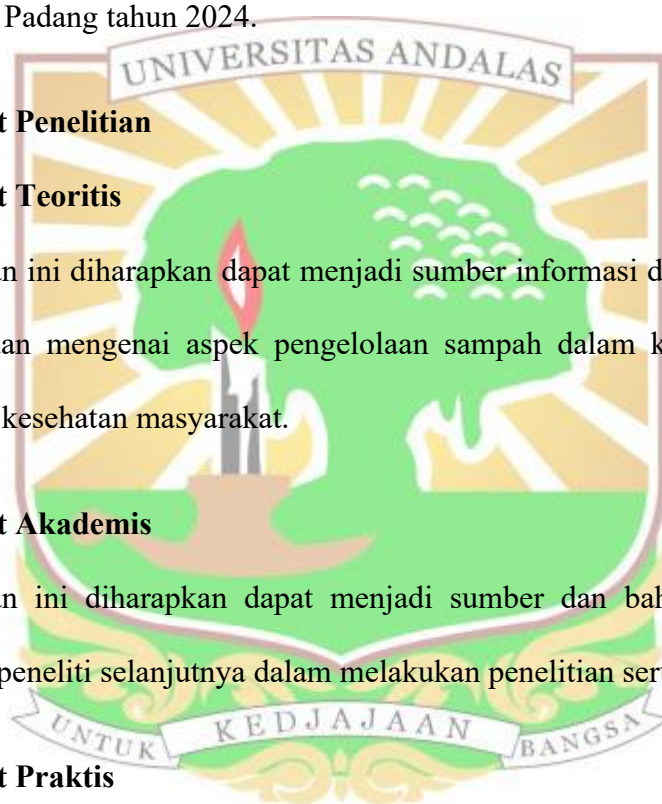 Padang tahun 2024.
UNIVERSITAS ANDALAS
t Penelitian
t Teoritis
an ini diharapkan dapat menjadi sumber informasi d
an mengenai aspek pengelolaan sampah dalam k
kesehatan masyarakat.
t Akademis
an ini diharapkan dapat menjadi sumber dan bah
peneliti selanjutnya dalam melakukan penelitian ser
UNTUK KEDJAJAAN BANGSA
t Praktis